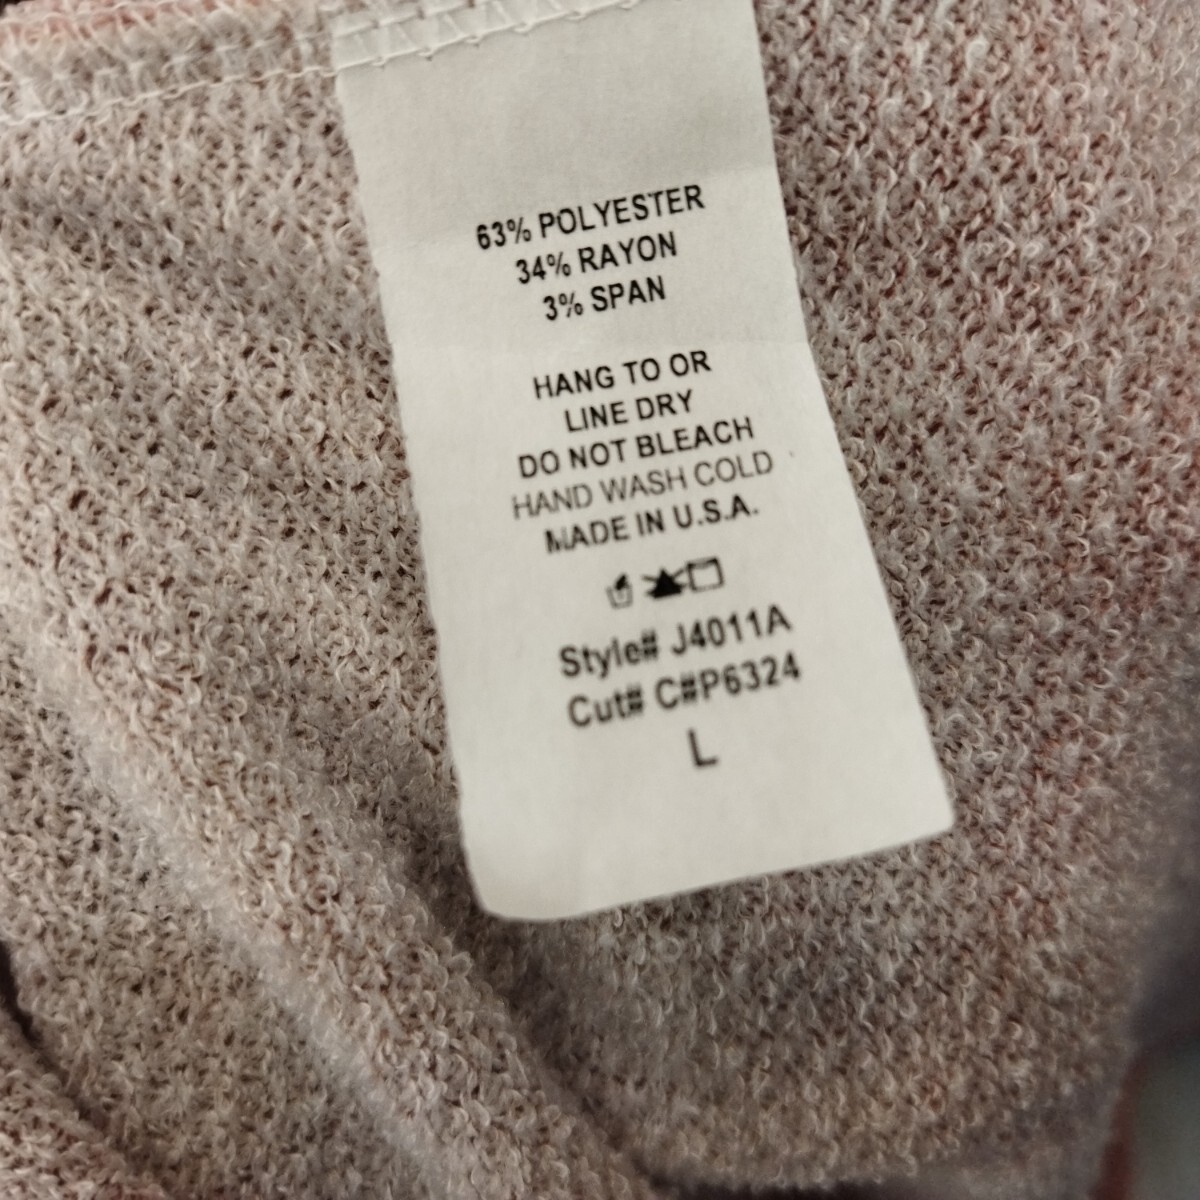 63% POLYESTER
34% RAYON
3% SPAN
HANG TO OR
LINE DRY
DO NOT BLEACH
HAND WASH COLD
MADE IN U.S.A.
Style# J4011A
Cut# C#P6324
L